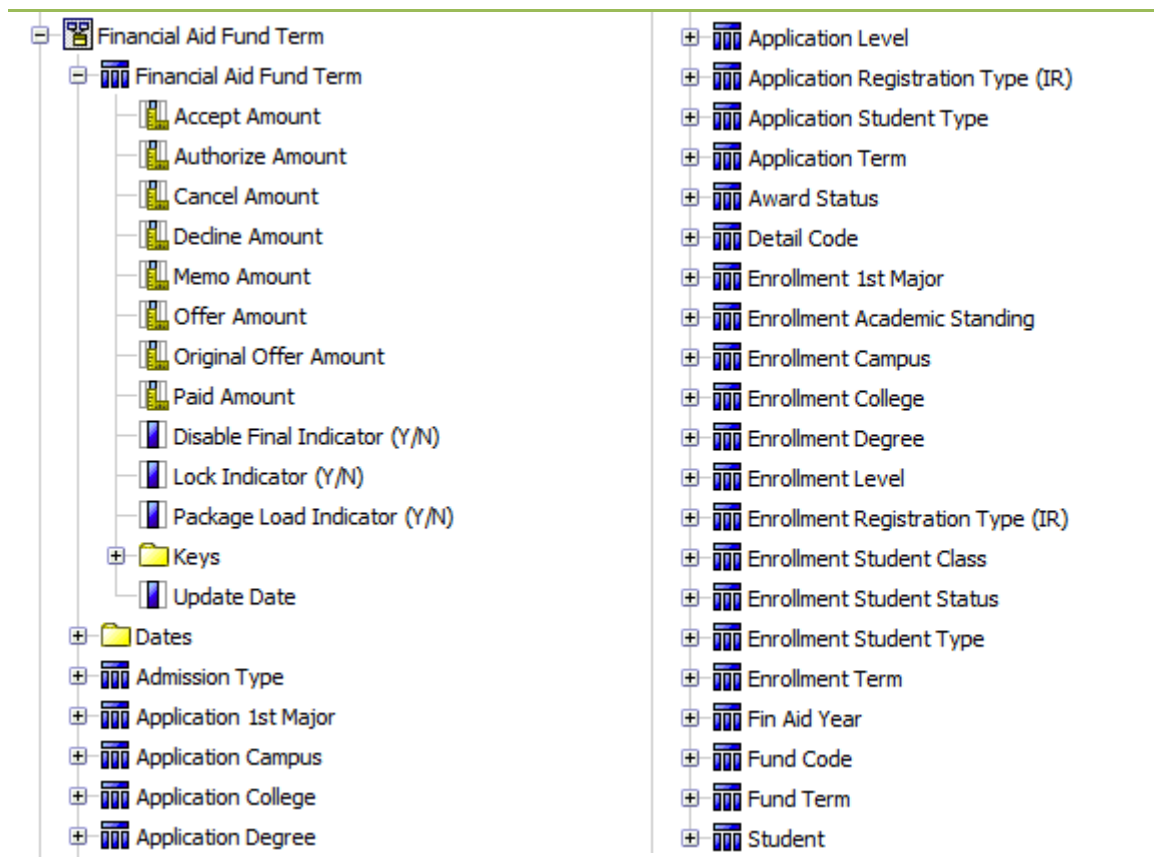 Financial Aid Fund Term
Financial Aid Fund Term
Accept Amount
Authorize Amount
Cancel Amount
Decline Amount
Memo Amount
Offer Amount
Original Offer Amount
Paid Amount
Disable Final Indicator (Y/N)
Lock Indicator (Y/N)
Package Load Indicator (Y/N)
Keys
Update Date
Dates
Admission Type
Application 1st Major
Application Campus
Application College
Application Degree
Application Level
Application Registration Type (IR)
Application Student Type
Application Term
Award Status
Detail Code
Enrollment 1st Major
Enrollment Academic Standing
Enrollment Campus
Enrollment College
Enrollment Degree
Enrollment Level
Enrollment Registration Type (IR)
Enrollment Student Class
Enrollment Student Status
Enrollment Student Type
Enrollment Term
Fin Aid Year
Fund Code
Fund Term
Student